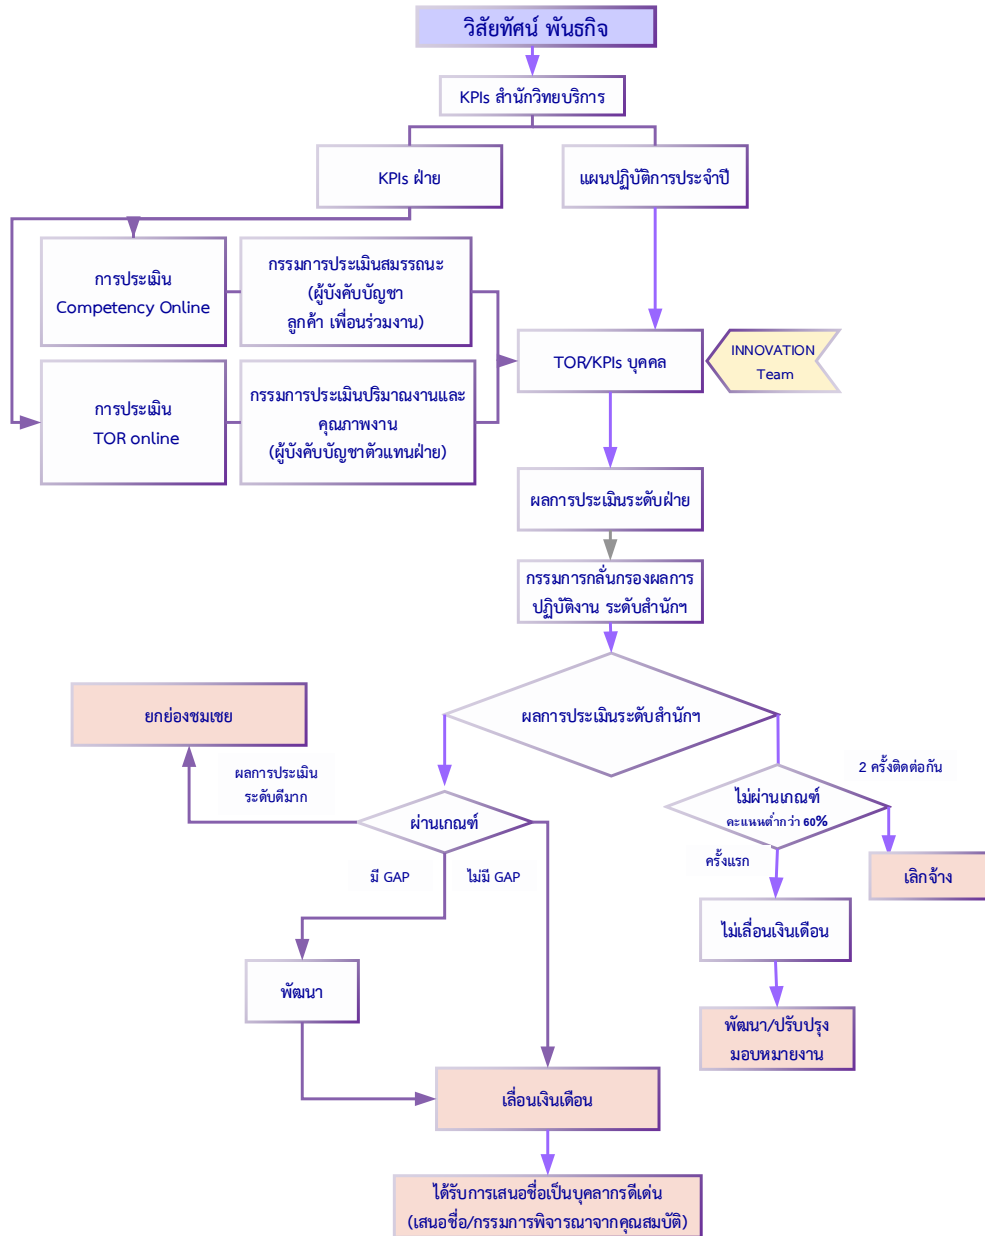 วิสัยทัศน์ พันธกิจ
KPIs สำนักวิทยบริการ
KPIs ฝ่าย
แผนปฏิบัติการประจำปี
การประเมิน
Competency Online
กรรมการประเมินสมรรถนะ
(ผู้บังคับบัญชา
ลูกค้า เพื่อนร่วมงาน)
TOR/KPIs บุคคล
INNOVATION
Team
การประเมิน
TOR online
กรรมการประเมินปริมาณงานและ
คุณภาพงาน
(ผู้บังคับบัญชาตัวแทนฝ่าย)
ผลการประเมินระดับฝ่าย
กรรมการกลั่นกรองผลการ
ปฏิบัติงาน ระดับสำนักฯ
ผลการประเมินระดับสำนักฯ
ยกย่องชมเชย
ผลการประเมิน
ระดับดีมาก
ผ่านเกณฑ์
2 ครั้งติดต่อกัน
ไม่ผ่านเกณฑ์
คะแนนต่ำกว่า 60%
ครั้งแรก
เลิกจ้าง
มี GAP
ไม่มี GAP
ไม่เลื่อนเงินเดือน
พัฒนา
พัฒนา/ปรับปรุง
มอบหมายงาน
เลื่อนเงินเดือน
ได้รับการเสนอชื่อเป็นบุคลากรดีเด่น
(เสนอชื่อ/กรรมการพิจารณาจากคุณสมบัติ)